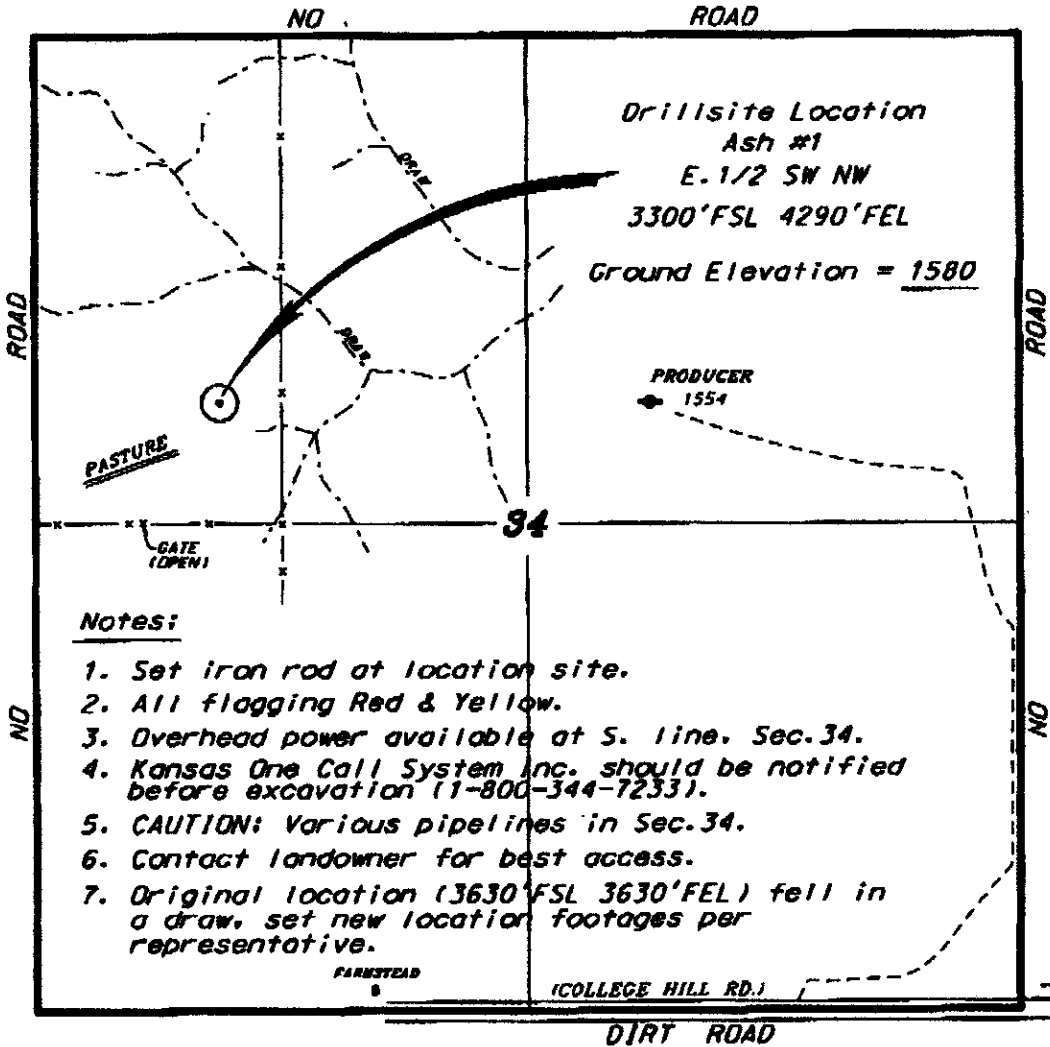 NO ROAD
Drillsite Location
Ash #1
E.1/2 SW NW
3300'FSL 4290'FEL
Ground Elevation = 1580
DRAW
ROAD
ROAD
DRAW
PRODUCER
1554
PASTURE
34
GATE
(OPEN)
Notes:
1. Set iron rod at location site.
2. All flagging Red & Yellow.
NO
NO
3. Overhead power available at S. line, Sec.34.
4. Kansas One Call System Inc. should be notified
before excavation (1-800-344-7233).
5. CAUTION: Various pipelines in Sec.34.
6. Contact landowner for best access.
7. Original location (3630'FSL 3630'FEL) fell in
a draw, set new location footages per
representative.
FARMSTEAD
(COLLEGE HILL RD.)
DIRT ROAD